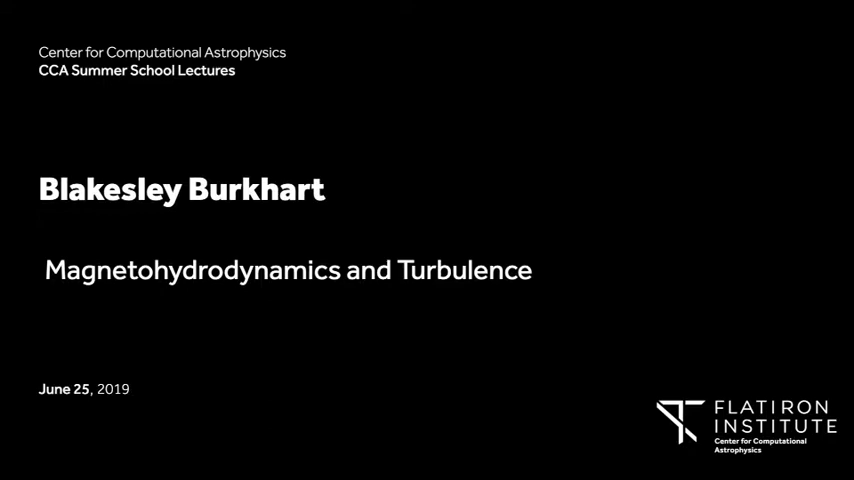 Center for Computational Astrophysics
CCA Summer School Lectures
Blakesley Burkhart
Magnetohydrodynamics and Turbulence
June 25, 2019
FLATIRON
INSTITUTE
Center for Computational
Astrophysics